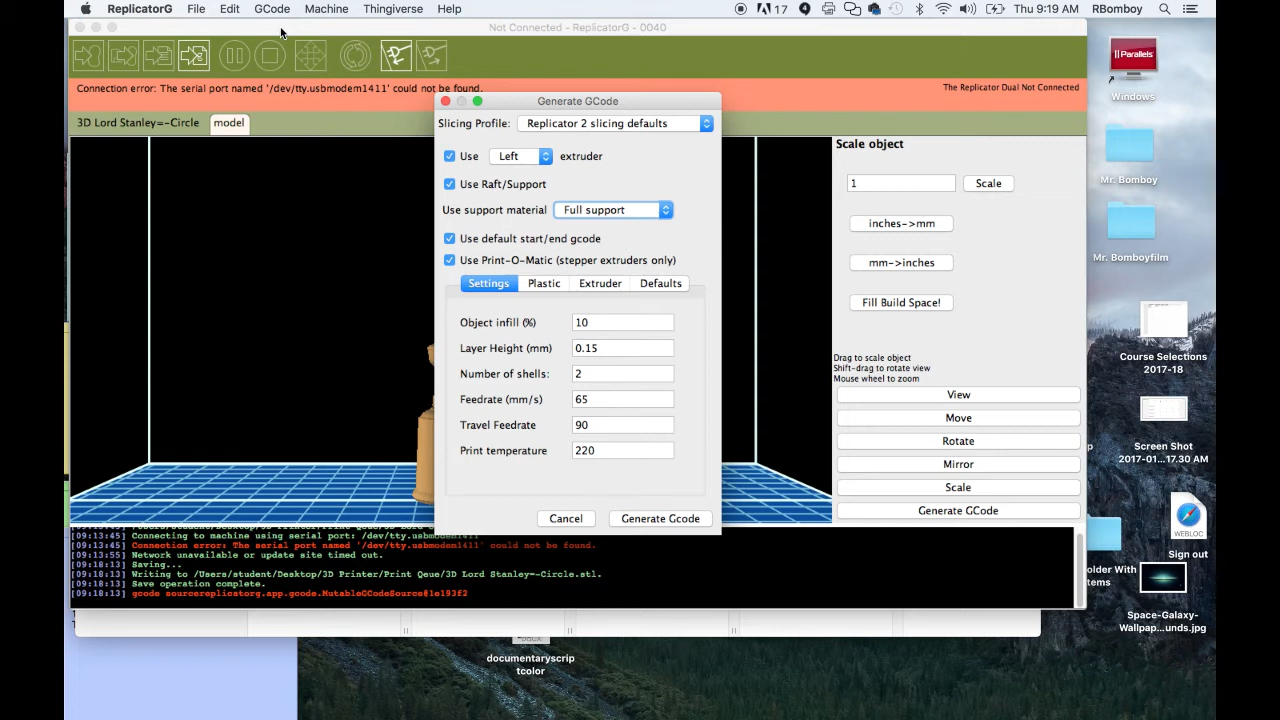 ReplicatorG File Edit GCode Machine Thingiverse Help 17 4 Thu 9:19 AM RBomboy
Not Connected - ReplicatorG - 0040
Connection error: The serial port named '/dev/tty.usbmodem1411' could not be found.
The Replicator Dual Not Connected
3D Lord Stanley=-Circle model
Generate GCode
Slicing Profile: Replicator 2 slicing defaults
Use Left extruder
Use Raft/Support
Use support material Full support
Use default start/end gcode
Use Print-O-Matic (stepper extruders only)
Settings Plastic Extruder Defaults
Object infill (%) 10
Layer Height (mm) 0.15
Number of shells: 2
Feedrate (mm/s) 65
Travel Feedrate 90
Print temperature 220
Cancel Generate Gcode
Scale object
1 Scale
inches->mm
mm->inches
Fill Build Space!
Drag to scale object
Shift-drag to rotate view
Mouse wheel to zoom
View
Move
Rotate
Mirror
Scale
Generate GCode
[09:13:45] Connecting to machine using serial port: /dev/tty.usbmodem1411
[09:13:45] Connection error: The serial port named '/dev/tty.usbmodem1411' could not be found.
[09:13:55] Network unavailable or update site timed out.
[09:18:13] Saving...
[09:18:13] Writing to /Users/student/Desktop/3D Printer/Print Qeue/3D Lord Stanley=-Circle.stl.
[09:18:13] Save operation complete.
[09:18:13] gcode sourcereplicatorg.app.gcode.MutableGCodeSource@1e193f2
documentaryscrip
tcolor
Parallels
Windows
Mr. Bomboy
Mr. Bomboyfilm
Course Selections
2017-18
Screen Shot
2017-01...17.30 AM
WEBLOC
Sign out
older With
tems
Space-Galaxy-
Wallpap...unds.jpg